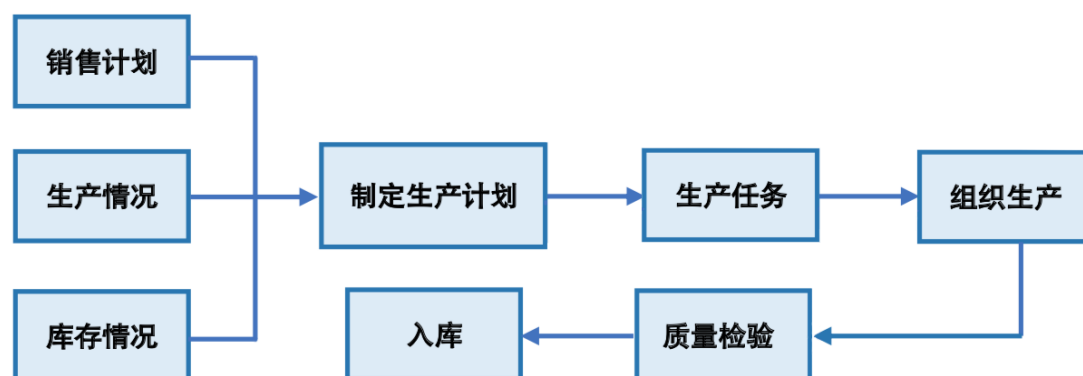 销售计划
生产情况
库存情况
制定生产计划
生产任务
组织生产
质量检验
入库